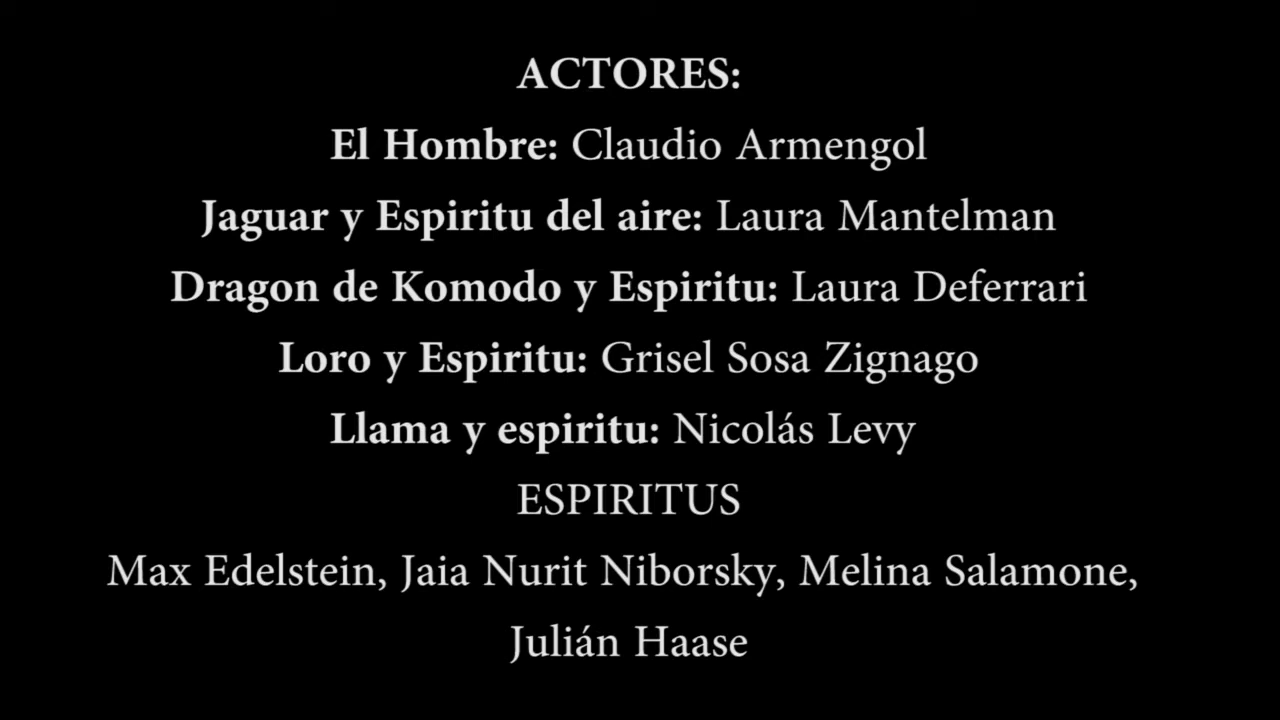 ACTORES:
El Hombre: Claudio Armengol
Jaguar y Espiritu del aire: Laura Mantelman
Dragon de Komodo y Espiritu: Laura Deferrari
Loro y Espiritu: Grisel Sosa Zignago
Llama y espiritu: Nicolás Levy
ESPIRITUS
Max Edelstein, Jaia Nurit Niborsky, Melina Salamone,
Julián Haase